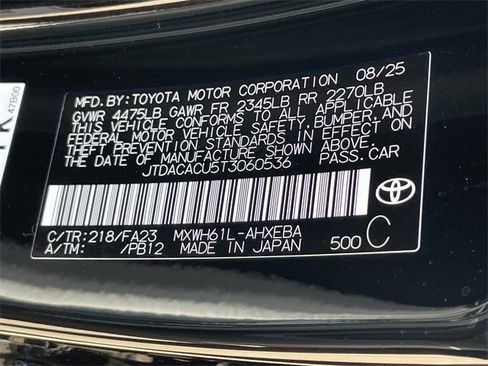 MFD.BY:TOYOTA MOTOR CORPORATION 08/25
GVWR 4475LB GAWR FR 2345LB RR 2270LB
THIS VEHICLE CONFORMS TO ALL APPLICABLE
FEDERAL MOTOR VEHICLE SAFETY,BUMPER,AND
THEFT PREVENTION STANDARDS IN EFFECT ON
THE DATE OF MANUFACTURE SHOWN ABOVE.
JTDACACU5T3060536 PASS.CAR
C/TR:218/FA23 MXWH61L-AHXEBA
A/TM: /PB12 MADE IN JAPAN 500 C
47B00